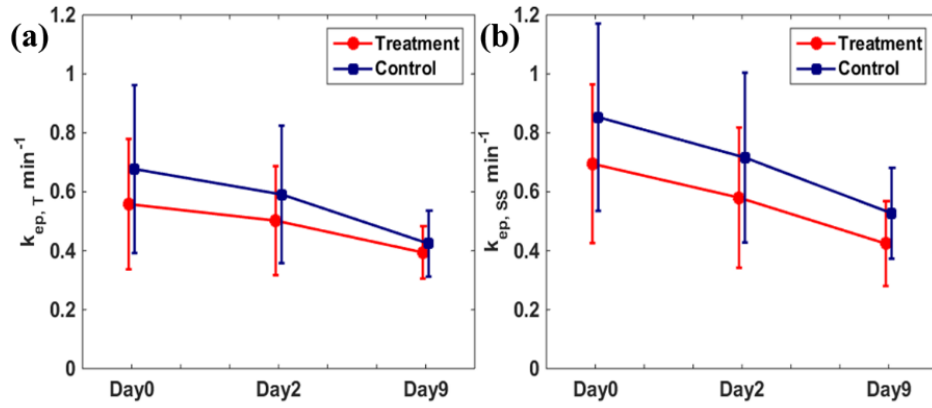 (a)
1.2
1
0.8
0.6
0.4
0.2
0
k_ep, T min^-1
Treatment
Control
Day0 Day2 Day9
(b)
1.2
1
0.8
0.6
0.4
0.2
0
k_ep, SS min^-1
Treatment
Control
Day0 Day2 Day9